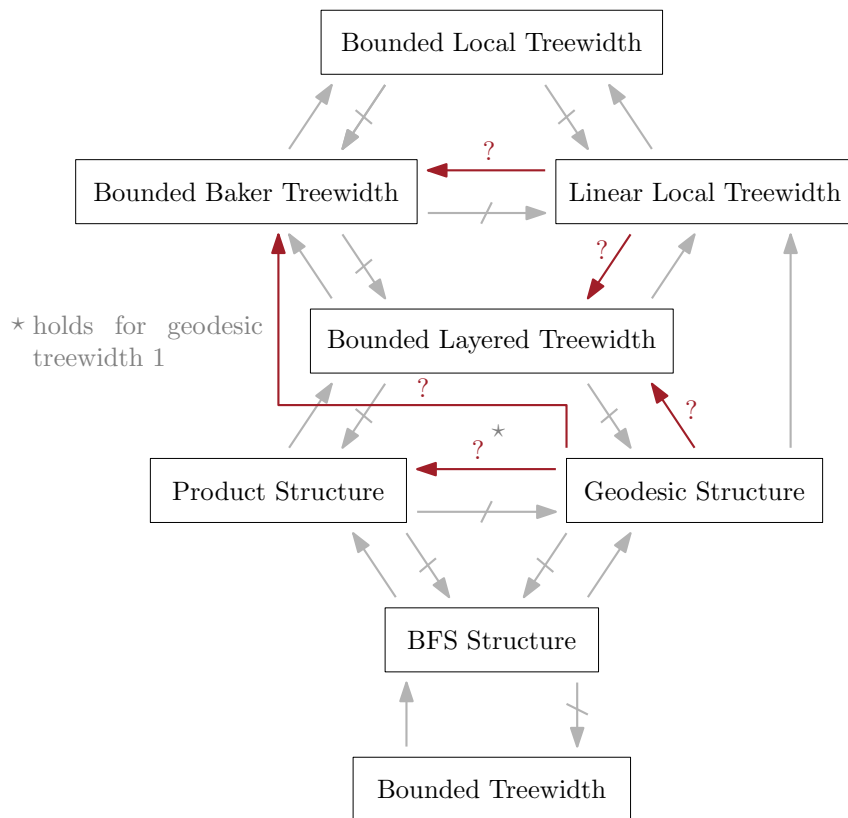 Bounded Local Treewidth
?
Bounded Baker Treewidth
Linear Local Treewidth
?
⋆ holds for geodesic
treewidth 1
Bounded Layered Treewidth
?
?
⋆
?
Product Structure
Geodesic Structure
BFS Structure
Bounded Treewidth